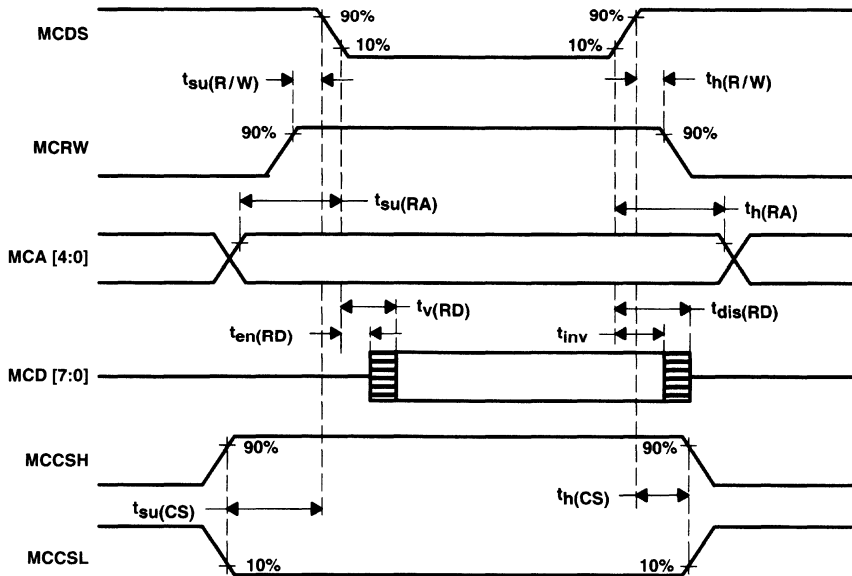 MCDS
90%
90%
10%
10%
tsu(R/W)
th(R/W)
MCRW
90%
90%
tsu(RA)
th(RA)
MCA [4:0]
tv(RD)
tdis(RD)
ten(RD)
tinv
MCD [7:0]
MCCSH
90%
90%
tsu(CS)
th(CS)
MCCSL
10%
10%